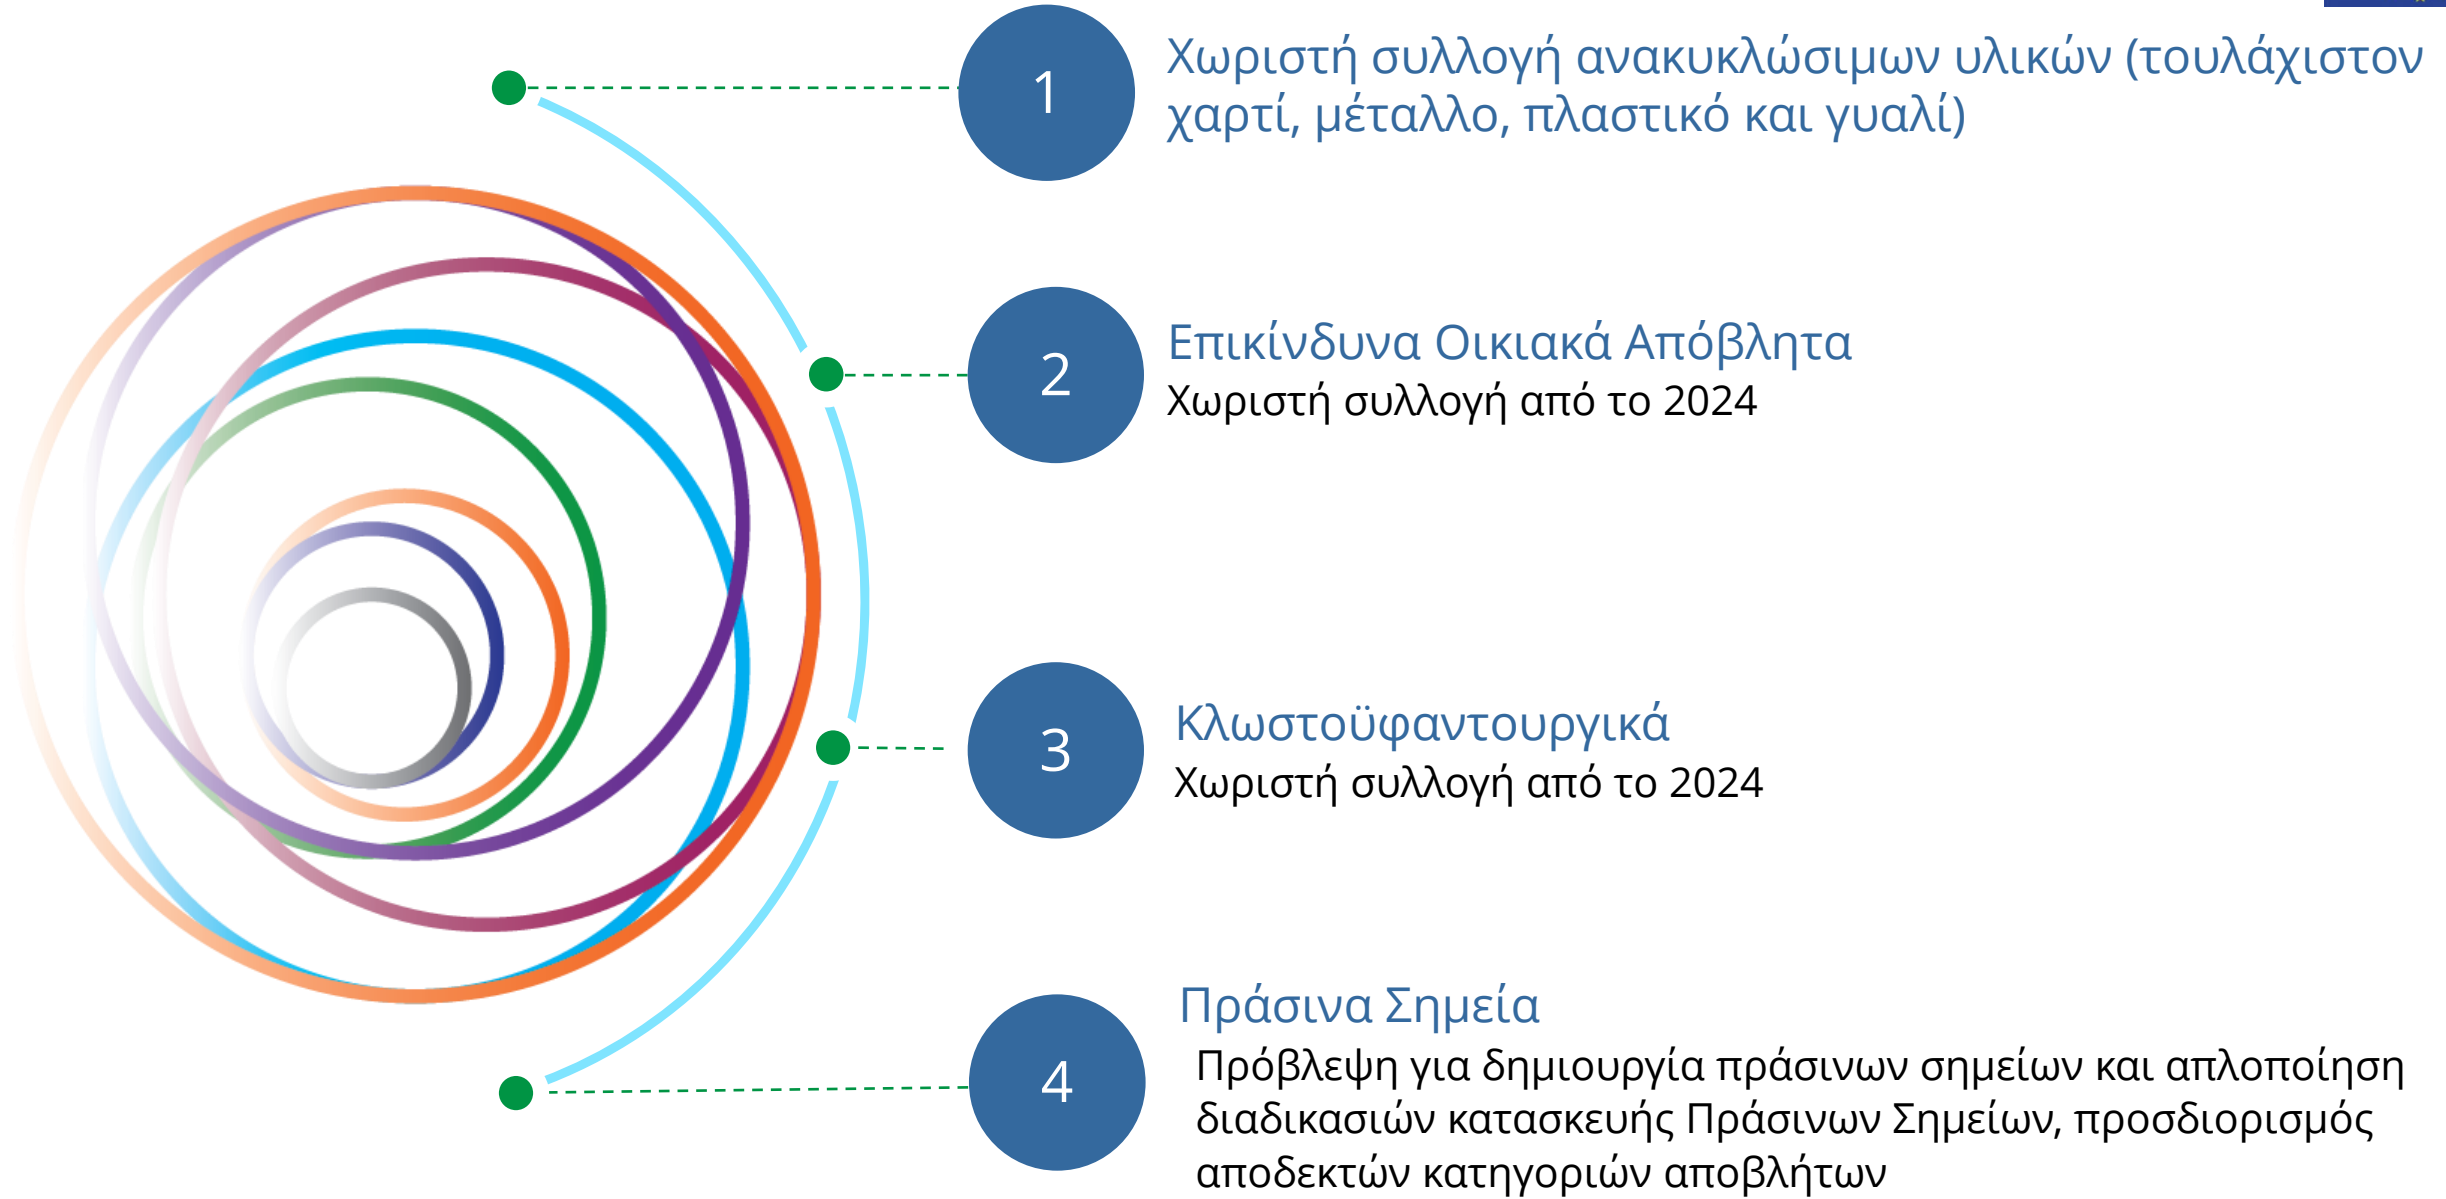 1
Χωριστή συλλογή ανακυκλώσιμων υλικών (τουλάχιστον
χαρτί, μέταλλο, πλαστικό και γυαλί)
2
Επικίνδυνα Οικιακά Απόβλητα
Χωριστή συλλογή από το 2024
3
Κλωστοϋφαντουργικά
Χωριστή συλλογή από το 2024
4
Πράσινα Σημεία
Πρόβλεψη για δημιουργία πράσινων σημείων και απλοποίηση
διαδικασιών κατασκευής Πράσινων Σημείων, προσδιορισμός
αποδεκτών κατηγοριών αποβλήτων